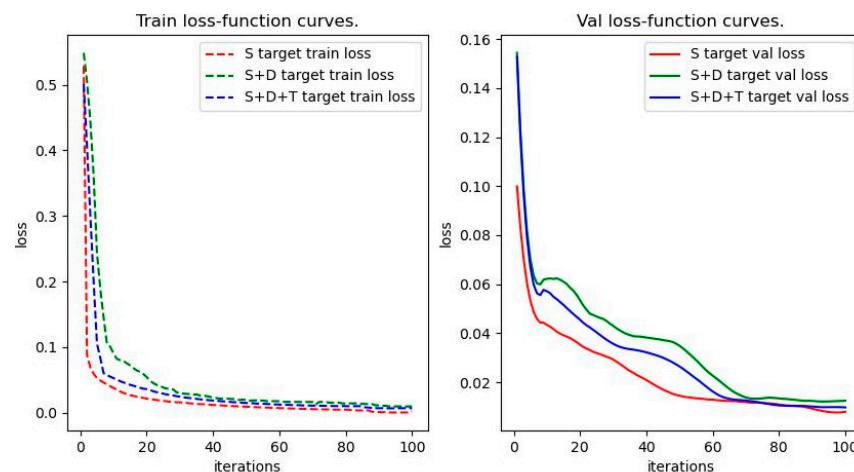 Train loss-function curves.
S target train loss
S+D target train loss
S+D+T target train loss
loss
0.5
0.4
0.3
0.2
0.1
0.0
0
20
40
60
80
100
iterations
Val loss-function curves.
S target val loss
S+D target val loss
S+D+T target val loss
loss
0.16
0.14
0.12
0.10
0.08
0.06
0.04
0.02
0
20
40
60
80
100
iterations